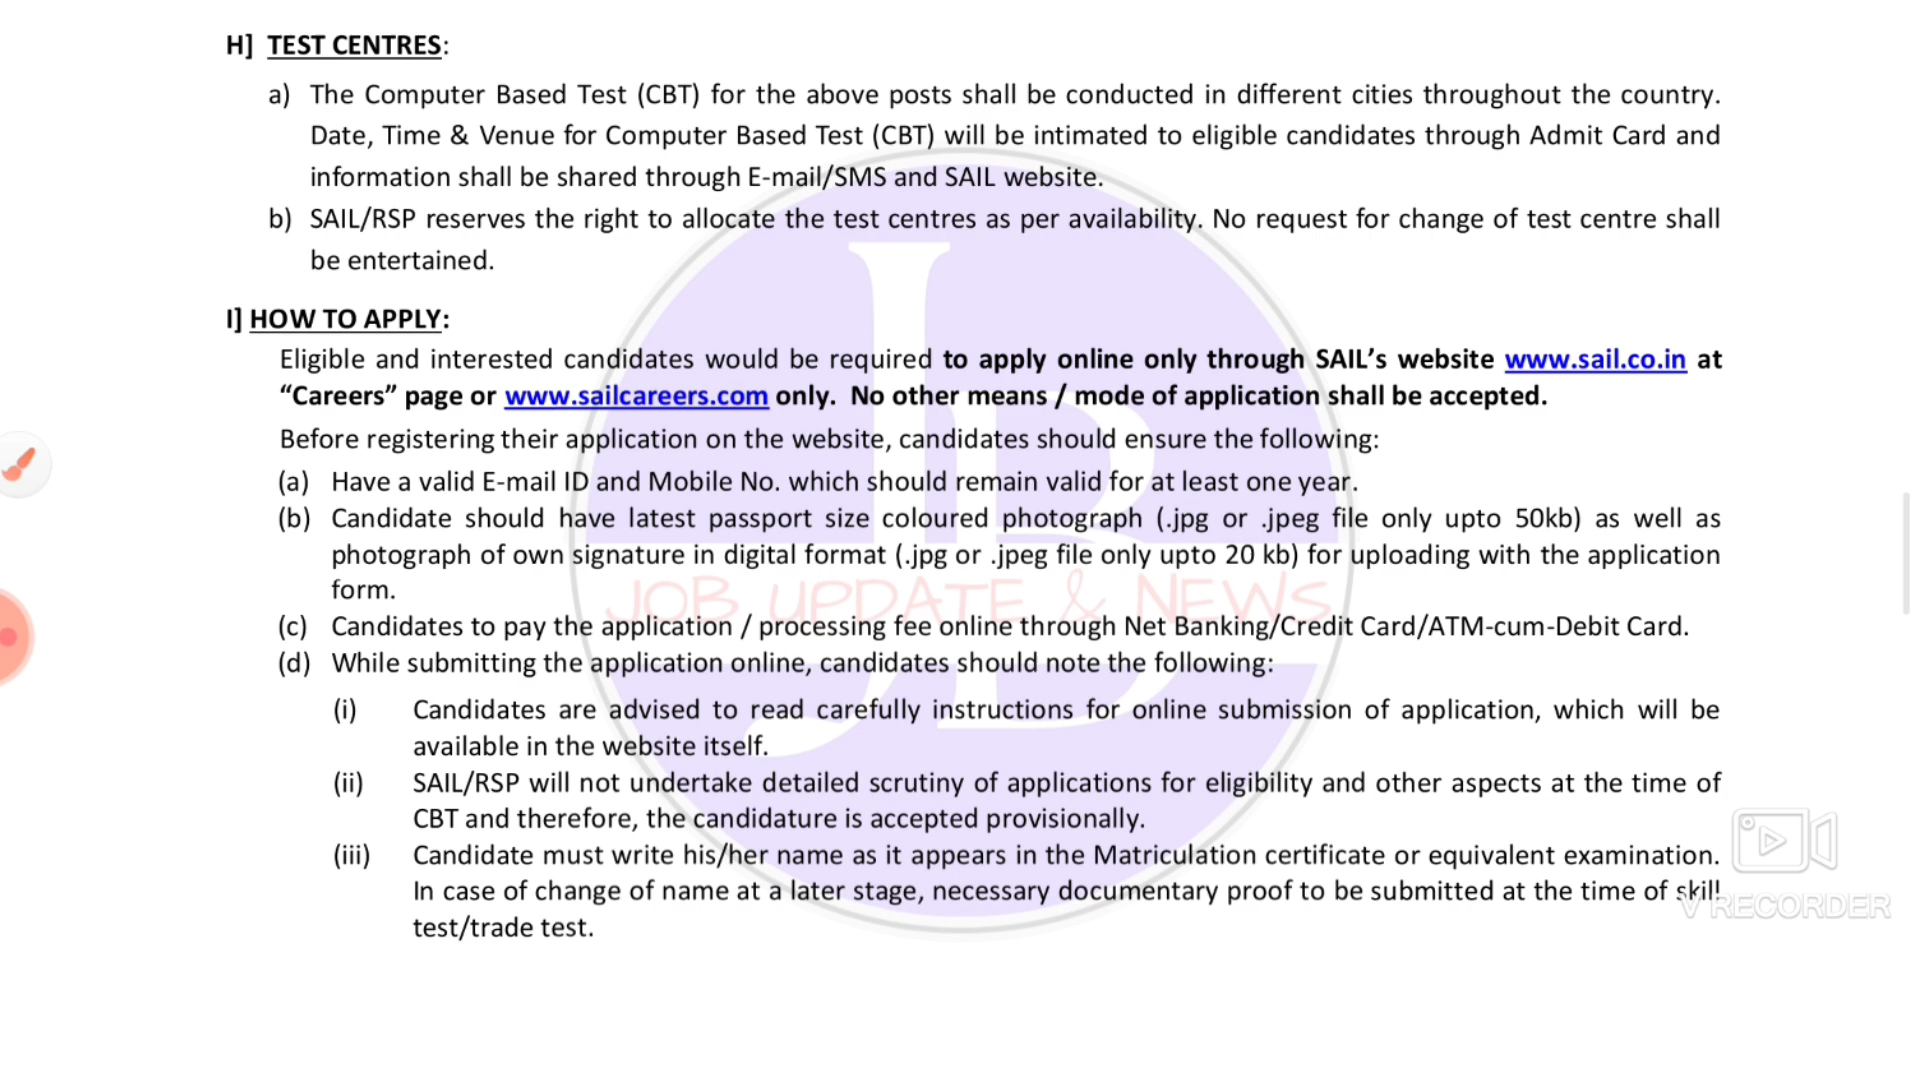 H] TEST CENTRES:
a) The Computer Based Test (CBT) for the above posts shall be conducted in different cities throughout the country.
Date, Time & Venue for Computer Based Test (CBT) will be intimated to eligible candidates through Admit Card and
information shall be shared through E-mail/SMS and SAIL website.
b) SAIL/RSP reserves the right to allocate the test centres as per availability. No request for change of test centre shall
be entertained.
I] HOW TO APPLY:
Eligible and interested candidates would be required to apply online only through SAIL’s website www.sail.co.in at
“Careers” page or www.sailcareers.com only. No other means / mode of application shall be accepted.
Before registering their application on the website, candidates should ensure the following:
(a) Have a valid E-mail ID and Mobile No. which should remain valid for at least one year.
(b) Candidate should have latest passport size coloured photograph (.jpg or .jpeg file only upto 50kb) as well as
photograph of own signature in digital format (.jpg or .jpeg file only upto 20 kb) for uploading with the application
form.
JOB UPDATE & NEWS
(c) Candidates to pay the application / processing fee online through Net Banking/Credit Card/ATM-cum-Debit Card.
(d) While submitting the application online, candidates should note the following:
(i) Candidates are advised to read carefully instructions for online submission of application, which will be
available in the website itself.
(ii) SAIL/RSP will not undertake detailed scrutiny of applications for eligibility and other aspects at the time of
CBT and therefore, the candidature is accepted provisionally.
(iii) Candidate must write his/her name as it appears in the Matriculation certificate or equivalent examination.
In case of change of name at a later stage, necessary documentary proof to be submitted at the time of skill
test/trade test.
V RECORDER
JB